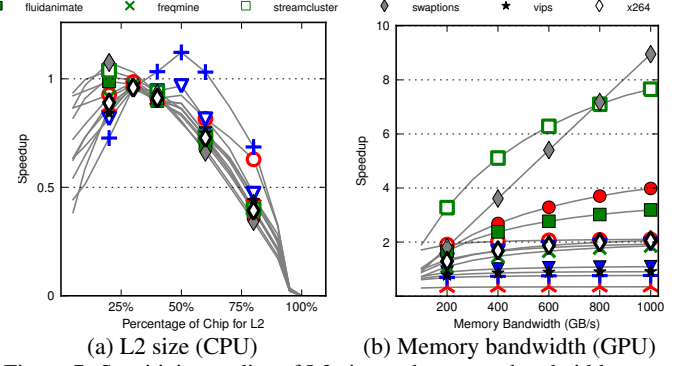 fluidanimate freqmine streamcluster swaptions vips x264
Speedup
1
0.5
0
25% 50% 75% 100%
Percentage of Chip for L2
(a) L2 size (CPU)
Speedup
10
8
6
4
2
200 400 600 800 1000
Memory Bandwidth (GB/s)
(b) Memory bandwidth (GPU)